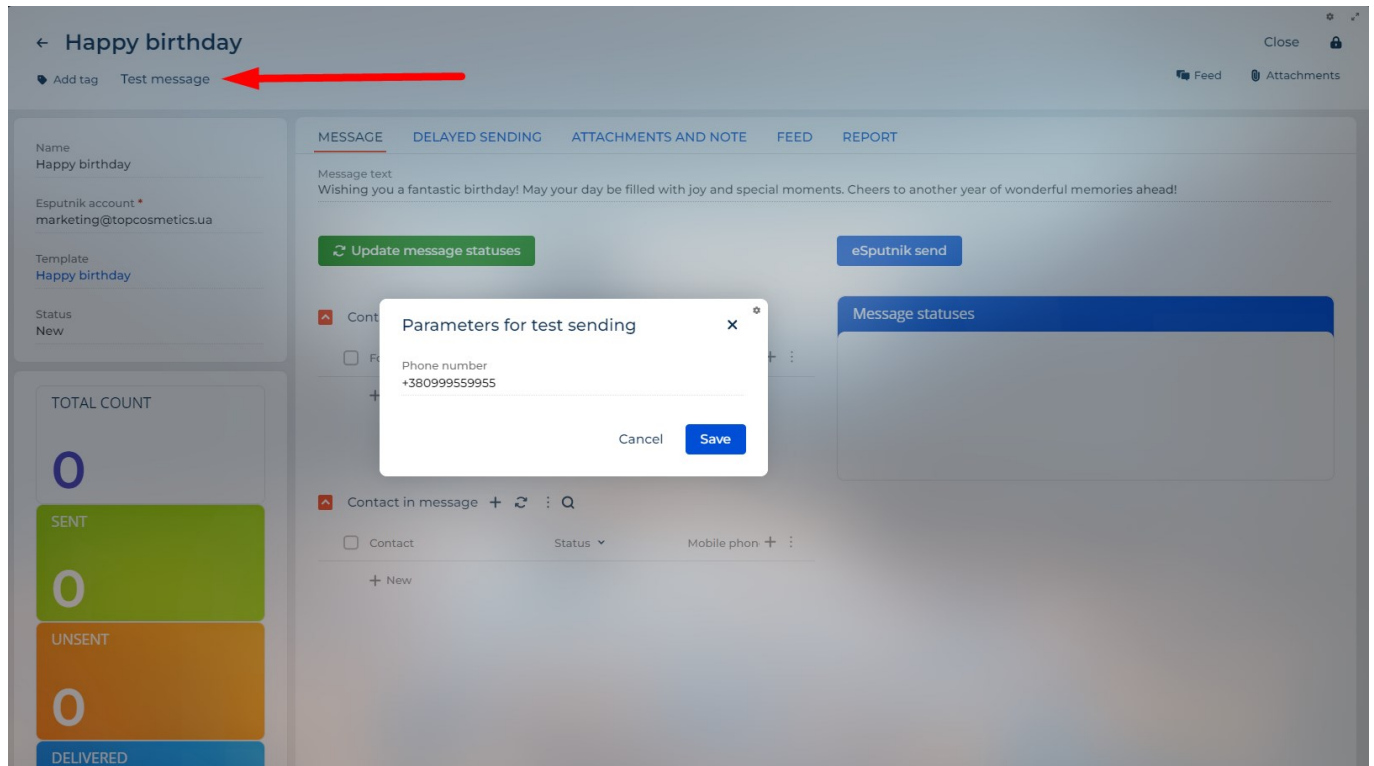 ← Happy birthday
Close
Add tag Test message
Feed Attachments
Name
Happy birthday
Esputnik account *
marketing@topcosmetics.ua
Template
Happy birthday
Status
New
TOTAL COUNT
0
SENT
0
UNSENT
0
DELIVERED
MESSAGE DELAYED SENDING ATTACHMENTS AND NOTE FEED REPORT
Message text
Wishing you a fantastic birthday! May your day be filled with joy and special moments. Cheers to another year of wonderful memories ahead!
Update message statuses
eSputnik send
Cont
Fo
+
Parameters for test sending
Phone number
+380999559955
Cancel Save
Message statuses
Contact in message
Contact Status Mobile phon
+ New